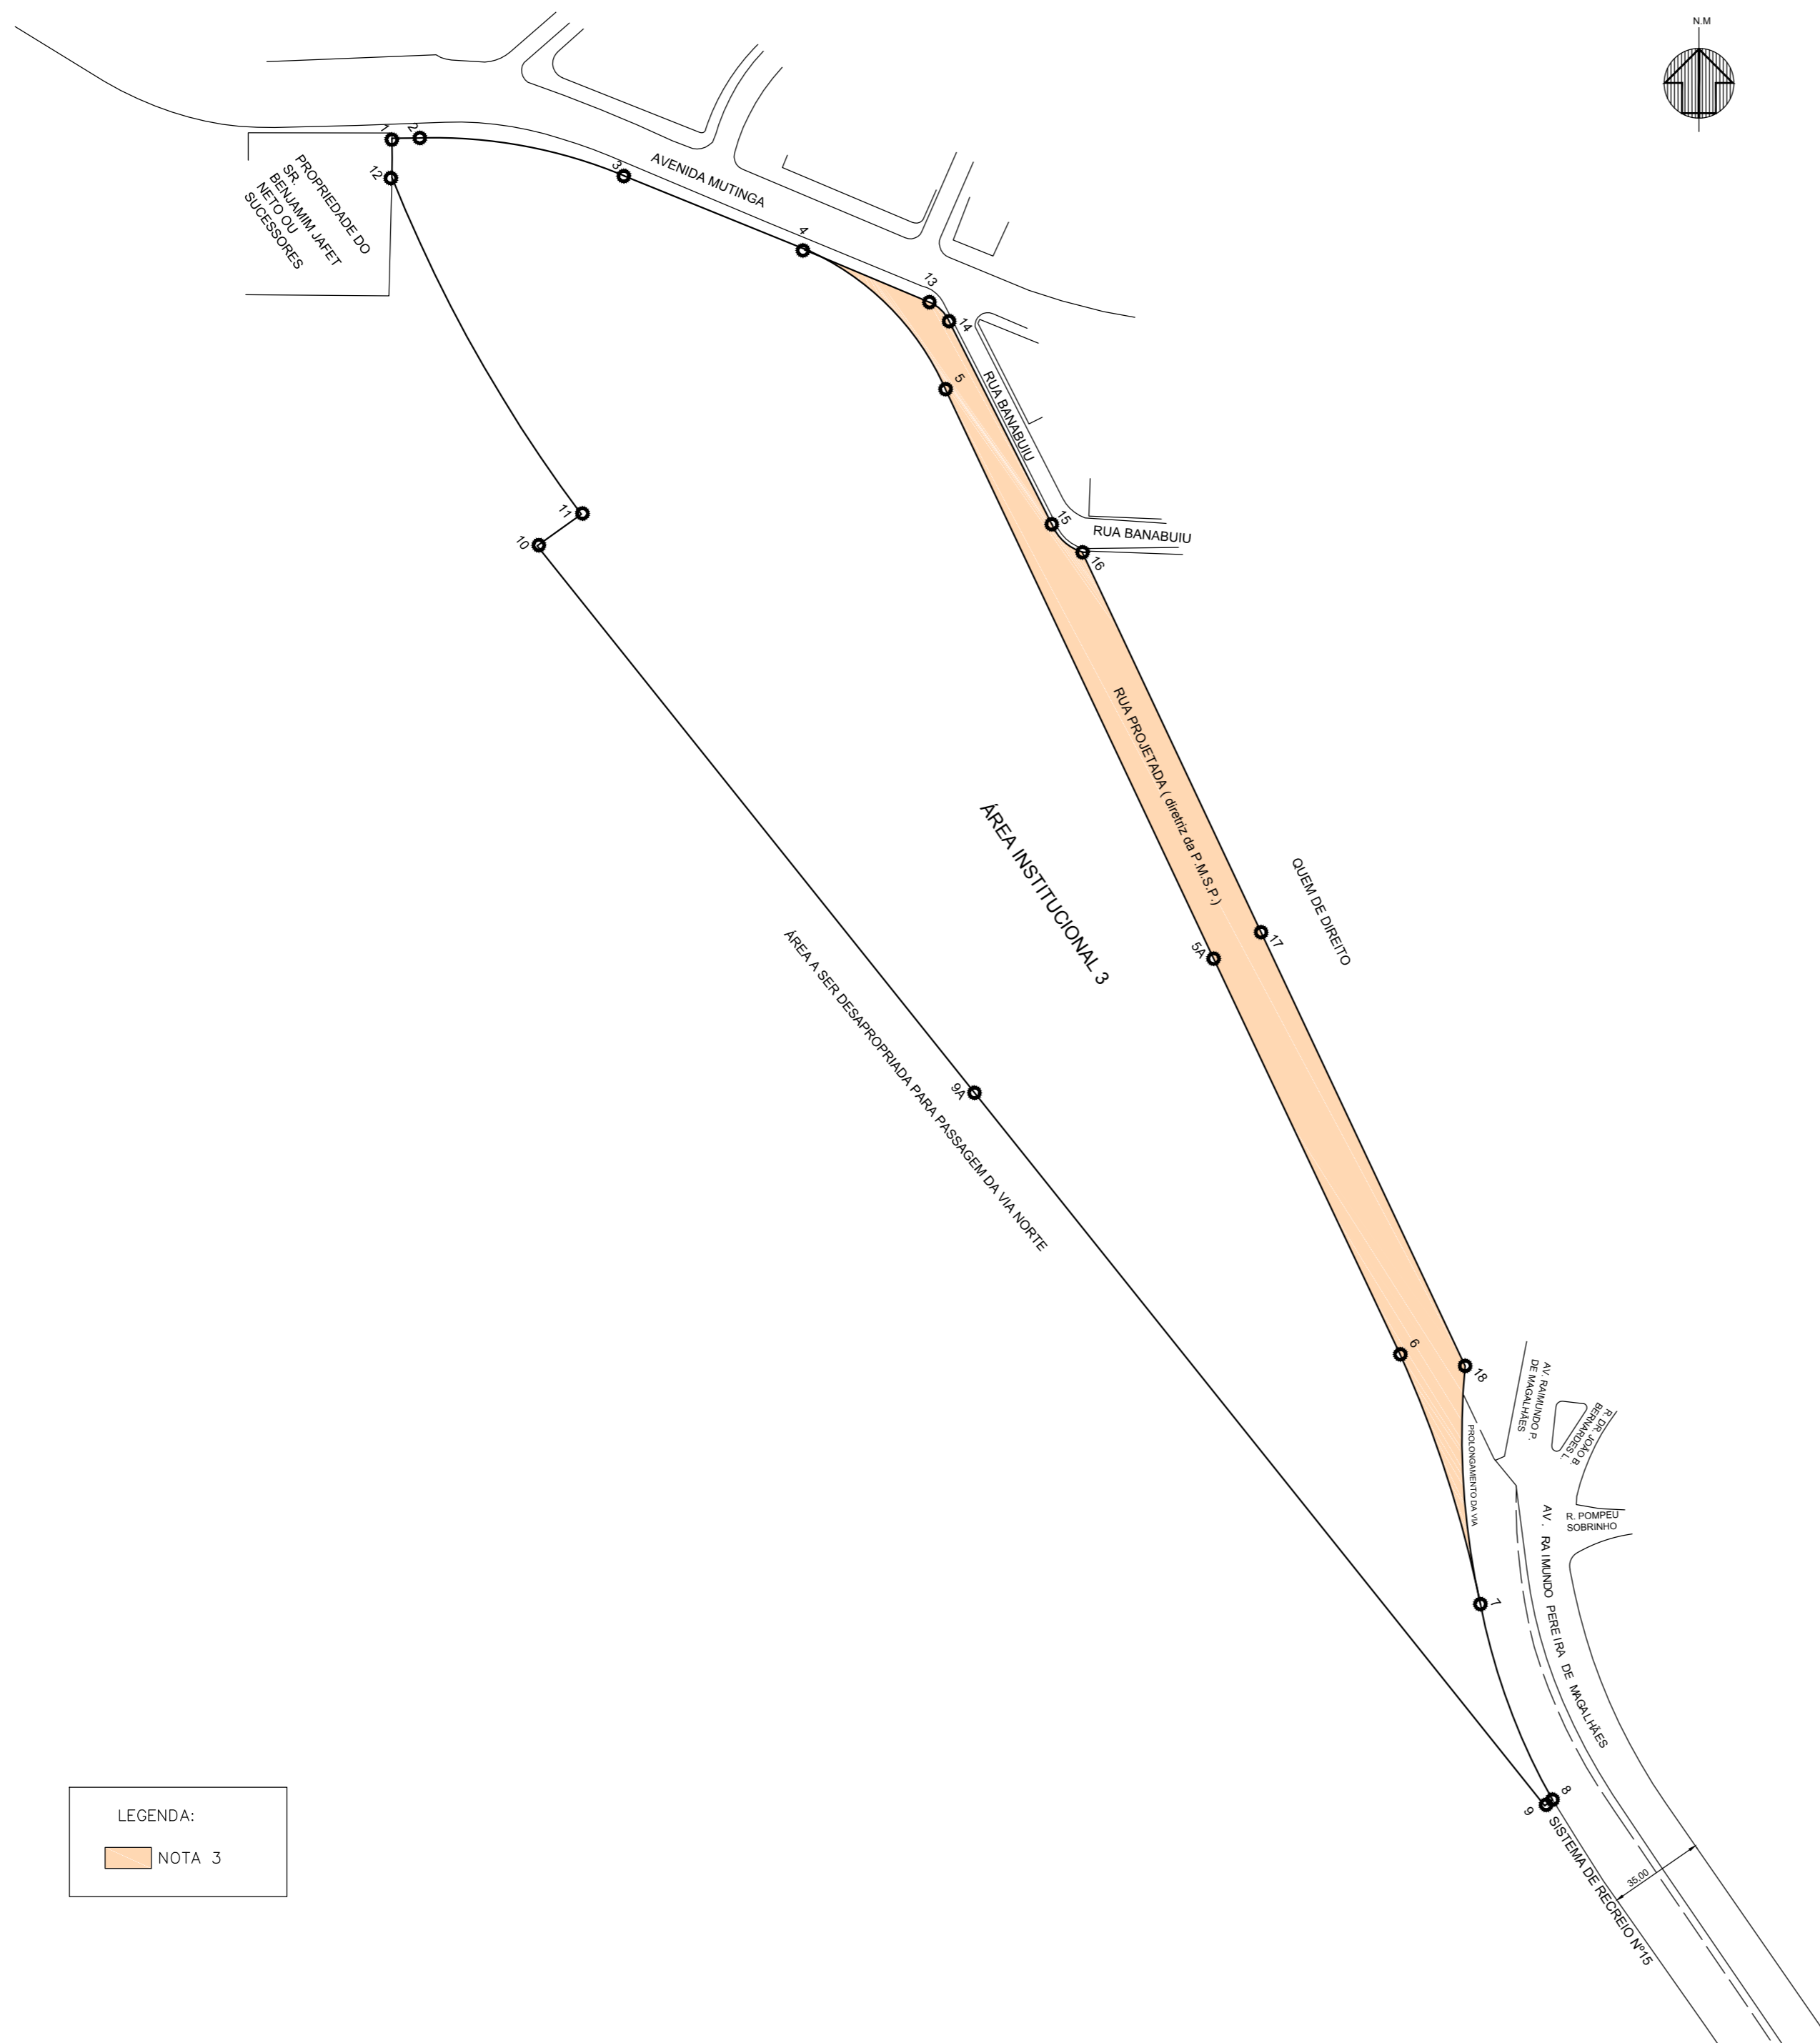 N.M
1
2
3
12
PROPRIEDADE DO
SR.
BENJAMIM JAFET
NETO OU
SUCESSORES
AVENIDA MUTINGA
4
13
14
5
RUA BANABUIU
15
RUA BANABUIU
16
11
10
RUA PROJETADA ( diretriz da P.M.S.P.)
ÁREA INSTITUCIONAL 3
QUEM DE DIREITO
17
5A
ÁREA A SER DESAPROPRIADA PARA PASSAGEM DA VIA NORTE
9A
6
18
AV. RAIMUNDO P.
DE MAGALHÃES
R. DR. JOÃO B.
BERNARDES L.
PROLONGAMENTO DA VIA
R. POMPEU
SOBRINHO
AV. RAIMUNDO PEREIRA DE MAGALHÃES
7
8
9
SISTEMA DE RECREIO Nº15
35,00
LEGENDA:
NOTA 3